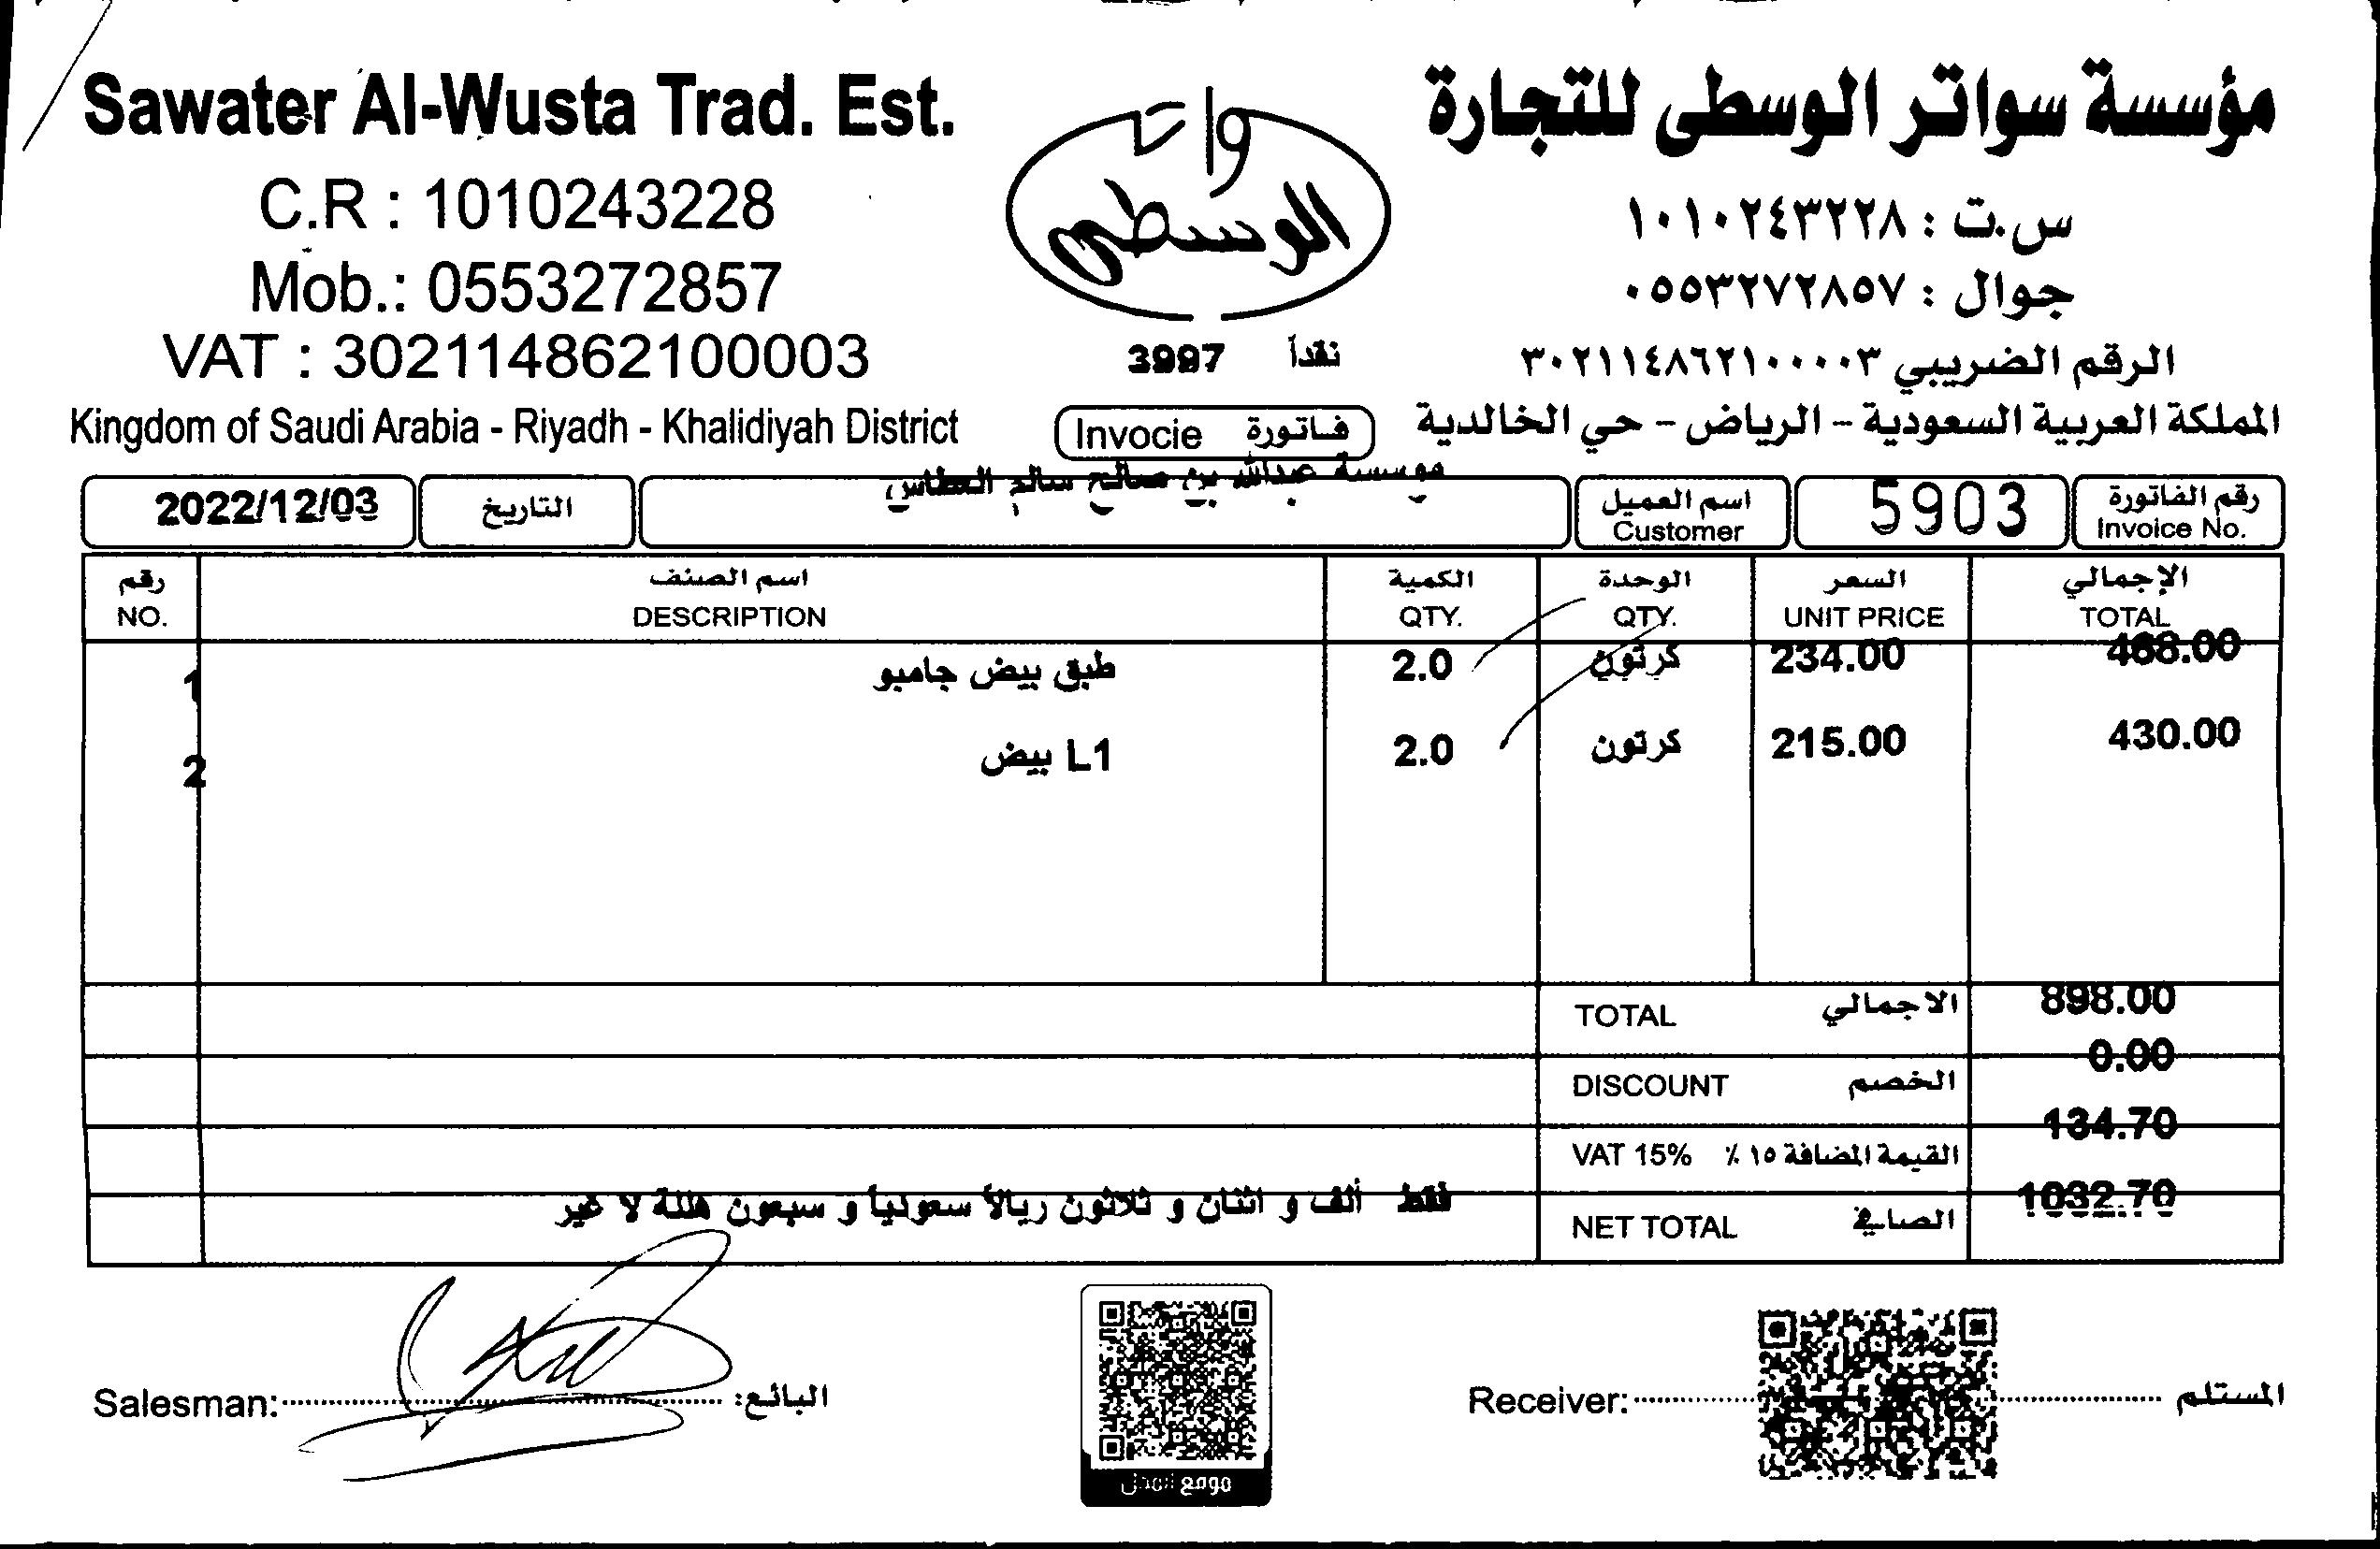 Sawater Al-Wusta Trad. Est.
C.R : 1010243228
Mob.: 0553272857
VAT : 302114862100003
Kingdom of Saudi Arabia - Riyadh - Khalidiyah District
الوسطى
3997 نقداً
Invocie فاتورة
مؤسسة سواتر الوسطى للتجارة
س.ت : ١٠١٠٢٤٣٢٢٨
جوال : ٠٥٥٣٢٧٢٨٥٧
الرقم الضريبي ٣٠٢١١٤٨٦٢١٠٠٠٠٣
المملكة العربية السعودية - الرياض - حي الخالدية
رقم الفاتورة Invoice No. 5903
اسم العميل Customer موسسة عبدالله بن صالح سالم العطاس
التاريخ 2022/12/03
رقم اسم الصنف الكمية الوحدة السعر الإجمالي
NO. DESCRIPTION QTY. QTY. UNIT PRICE TOTAL
1 طبق بيض جامبو 2.0 كرتون 234.00 468.00
2 بيض L1 2.0 كرتون 215.00 430.00
TOTAL الاجمالي 898.00
DISCOUNT الخصم 0.00
VAT 15% القيمة المضافة ١٥ ٪ 134.70
NET TOTAL الصافي 1032.70
فقط ألف و اثنان و ثلاثون ريالاً سعودياً و سبعون هللة لا غير
Salesman: البائع:
Receiver: المستلم
موقع المحل